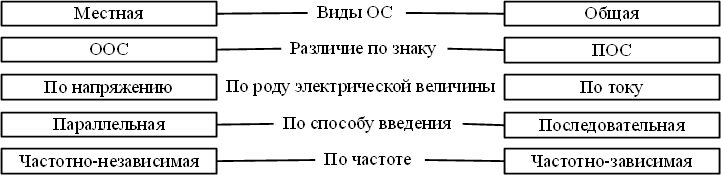 Местная Виды ОС Общая
ООС Различие по знаку ПОС
По напряжению По роду электрической величины По току
Параллельная По способу введения Последовательная
Частотно-независимая По частоте Частотно-зависимая